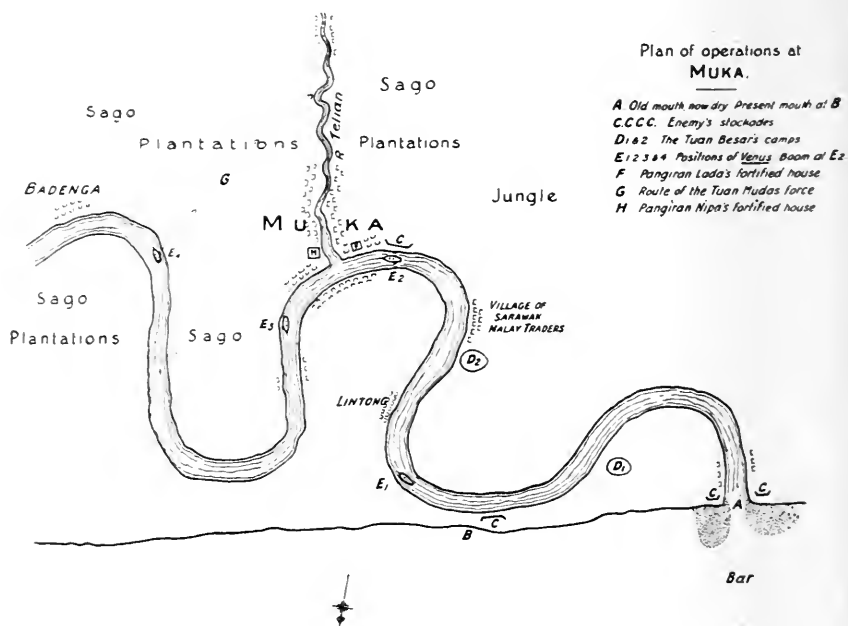 Plan of operations at
MUKA.
A Old mouth, now dry Present mouth at B
C.C.C.C. Enemy's stockades
D1&2 The Tuan Besar's camps
E1 2 3 & 4 Positions of Venus Boom at E2
F Pangiran Lada's fortified house
G Route of the Tuan Mudas force
H Pangiran Nipa's fortified house
Sago
Sago
Plantations
R. Telian
Plantations
G
BADENGA
Jungle
MUKA
C
H
F
E4
E2
Sago
Plantations
Sago
E3
VILLAGE OF
SARAWAK
MALAY TRADERS
D2
LINTONG
E1
D1
C
A
C
C
B
Bar